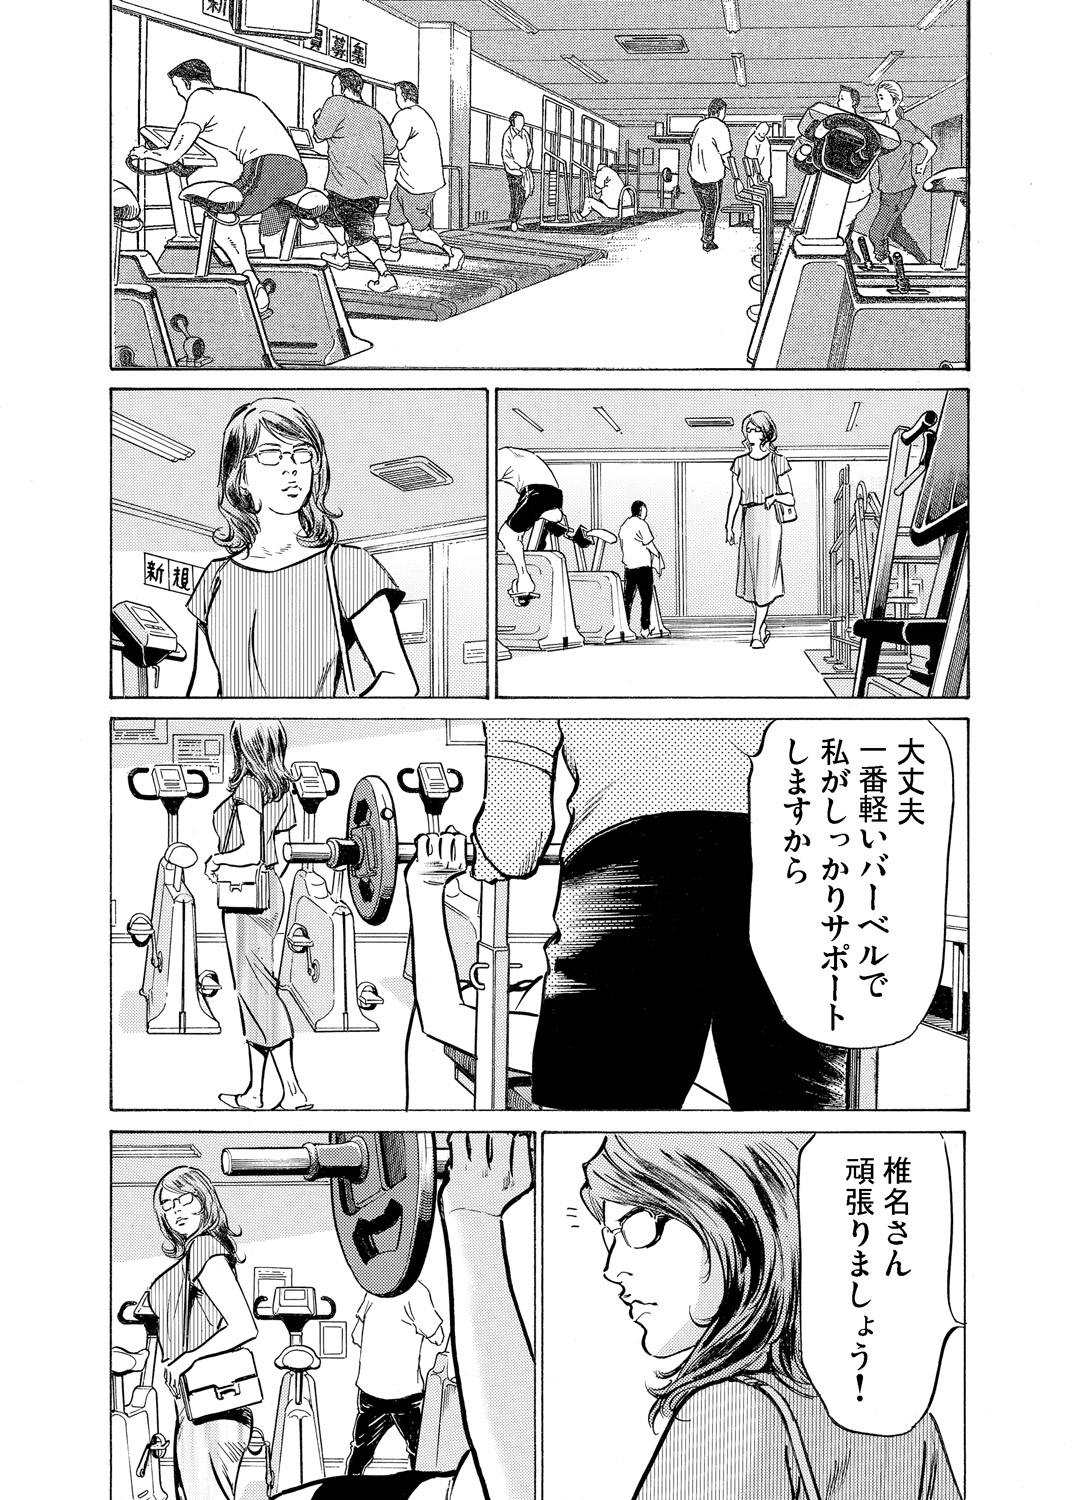 新
員募集
新規
大丈夫
一番軽いバーベルで
私がしっかりサポート
しますから
椎名さん
頑張りましょう！